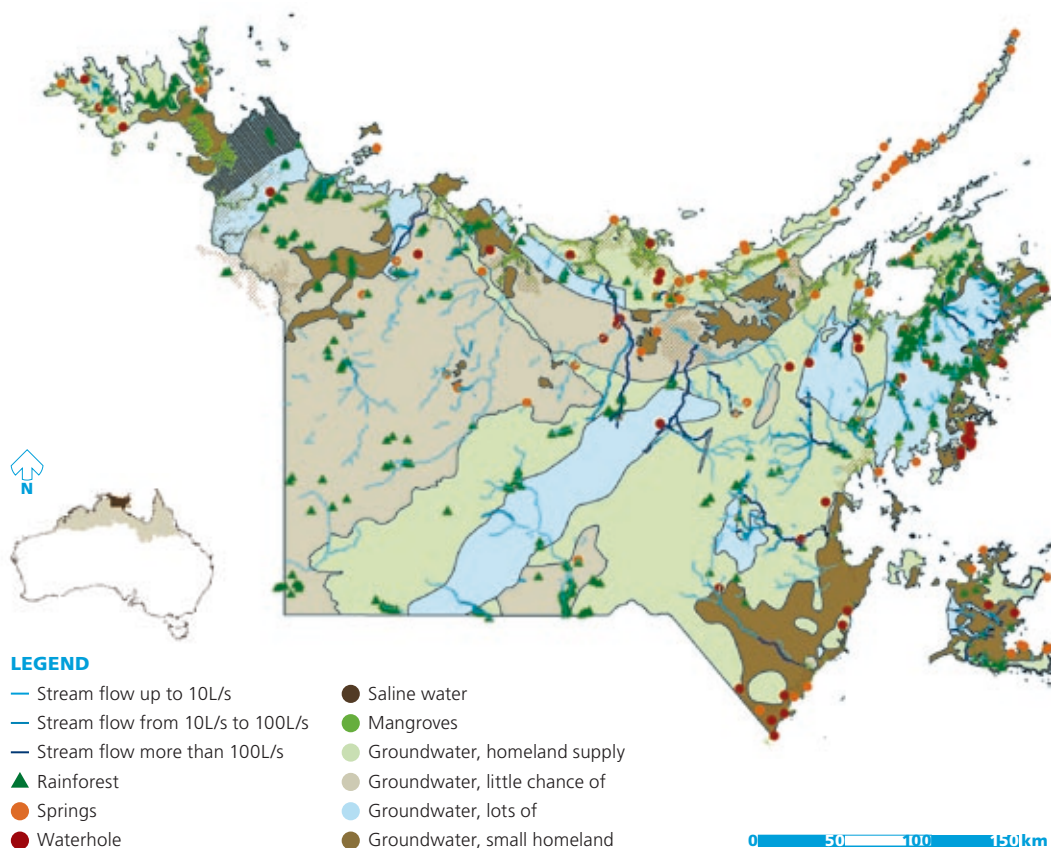 N
LEGEND
Stream flow up to 10L/s
Stream flow from 10L/s to 100L/s
Stream flow more than 100L/s
Rainforest
Springs
Waterhole
Saline water
Mangroves
Groundwater, homeland supply
Groundwater, little chance of
Groundwater, lots of
Groundwater, small homeland
0 50 100 150 km